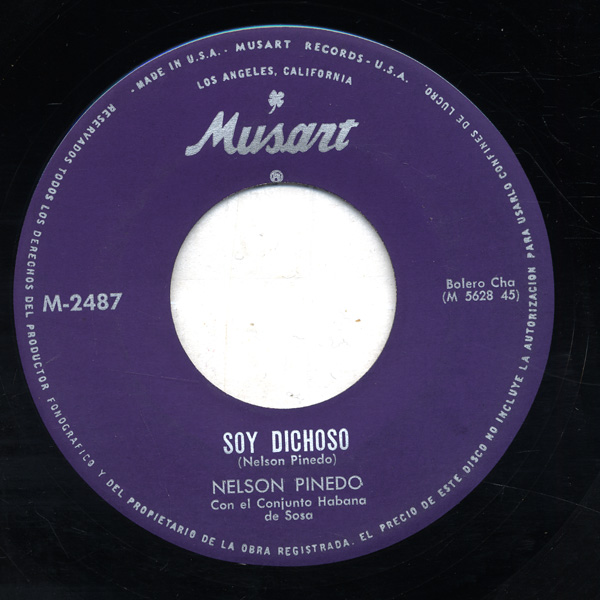 -MADE IN U.S.A.- MUSART RECORDS-U.S.A.
LOS ANGELES, CALIFORNIA
Musart
M-2487
Bolero Cha
(M 5628 45)
SOY DICHOSO
(Nelson Pinedo)
NELSON PINEDO
Con el Conjunto Habana
de Sosa
RESERVADOS TODOS LOS DERECHOS DEL PRODUCTOR FONOGRAFICO Y DEL PROPIETARIO DE LA OBRA REGISTRADA. EL PRECIO DE ESTE DISCO NO INCLUYE LA AUTORIZACION PARA USARLO CONFINES DE LUCRO.